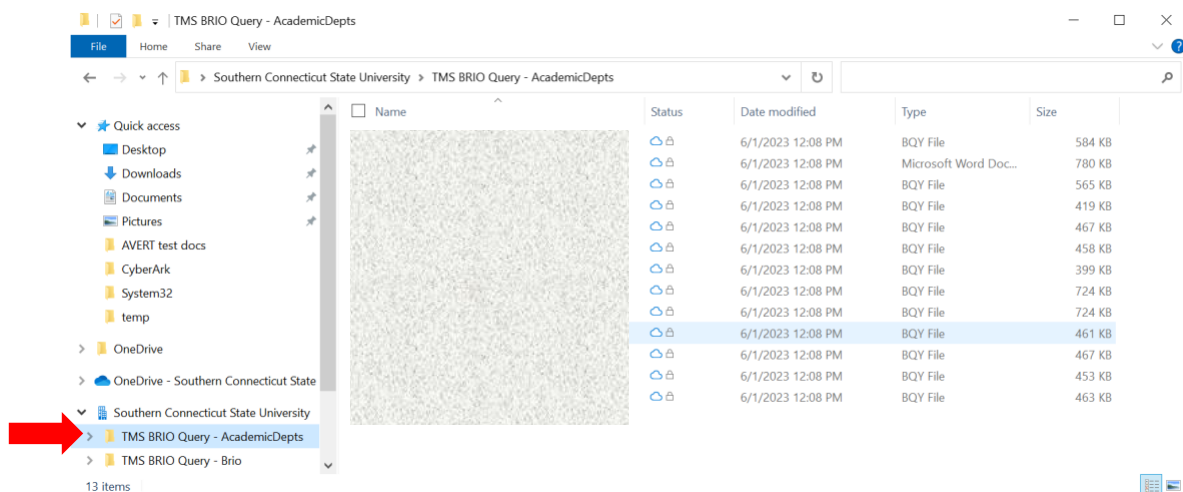 TMS BRIO Query - AcademicDepts
File Home Share View
Southern Connecticut State University > TMS BRIO Query - AcademicDepts
Name Status Date modified Type Size
Quick access
Desktop
Downloads
Documents
Pictures
AVERT test docs
CyberArk
System32
temp
OneDrive
OneDrive - Southern Connecticut State
Southern Connecticut State University
TMS BRIO Query - AcademicDepts
TMS BRIO Query - Brio
6/1/2023 12:08 PM BQY File 584 KB
6/1/2023 12:08 PM Microsoft Word Doc... 780 KB
6/1/2023 12:08 PM BQY File 565 KB
6/1/2023 12:08 PM BQY File 419 KB
6/1/2023 12:08 PM BQY File 467 KB
6/1/2023 12:08 PM BQY File 458 KB
6/1/2023 12:08 PM BQY File 399 KB
6/1/2023 12:08 PM BQY File 724 KB
6/1/2023 12:08 PM BQY File 724 KB
6/1/2023 12:08 PM BQY File 461 KB
6/1/2023 12:08 PM BQY File 467 KB
6/1/2023 12:08 PM BQY File 453 KB
6/1/2023 12:08 PM BQY File 463 KB
13 items